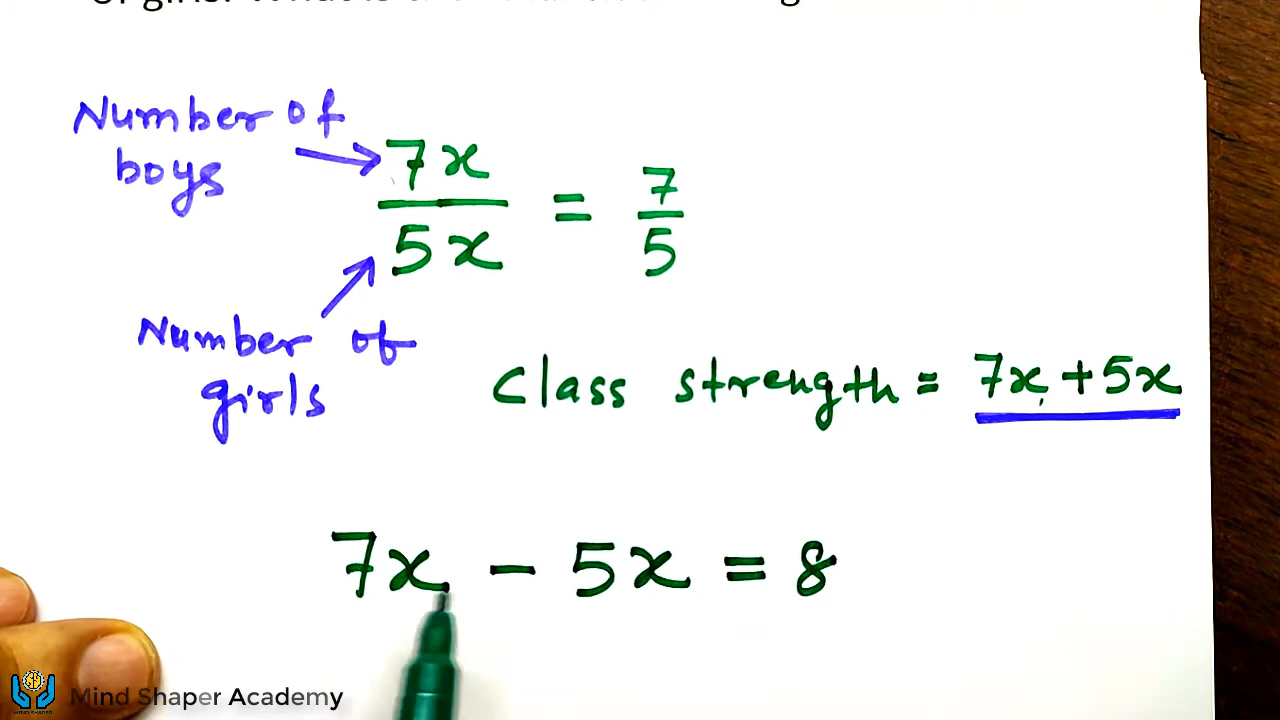 Number of
boys
7x
5x
=
7
5
Number of
girls
Class strength = 7x + 5x
7x - 5x = 8
Mind Shaper Academy